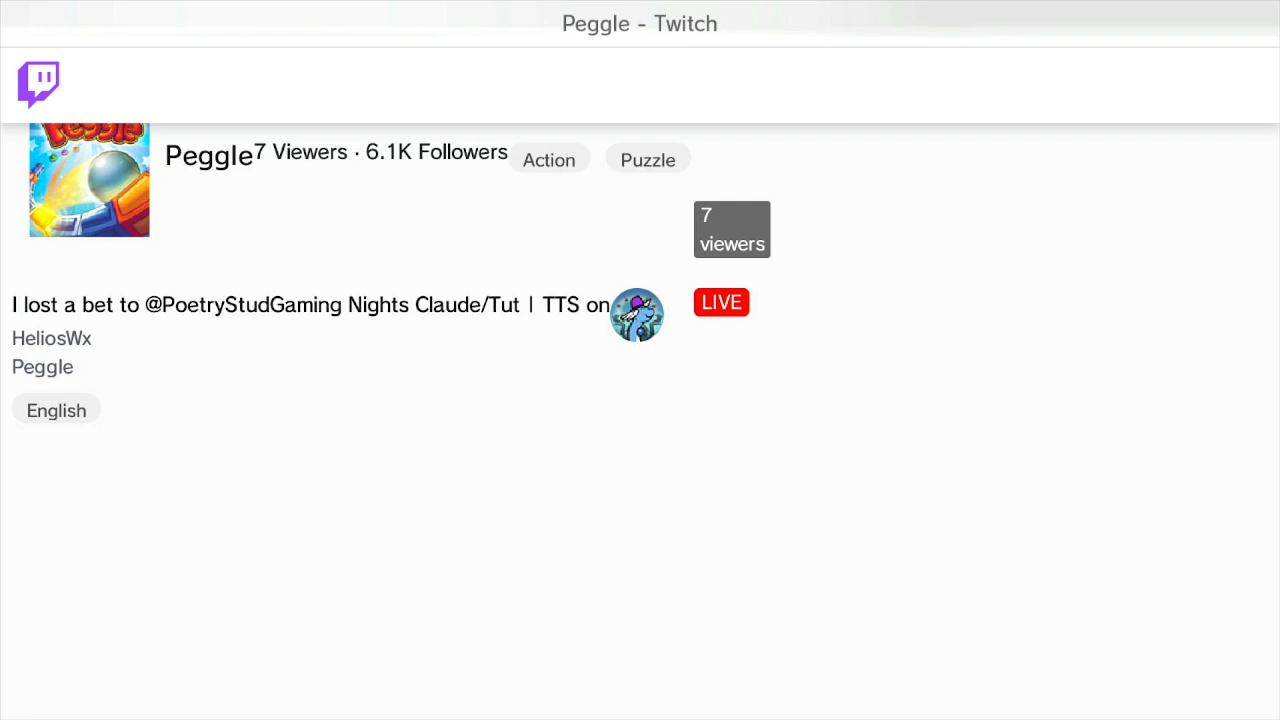 Peggle - Twitch
Peggle
Peggle
7 Viewers · 6.1K Followers
Action
Puzzle
7
viewers
I lost a bet to @PoetryStudGaming Nights Claude/Tut | TTS on
LIVE
HeliosWx
Peggle
English